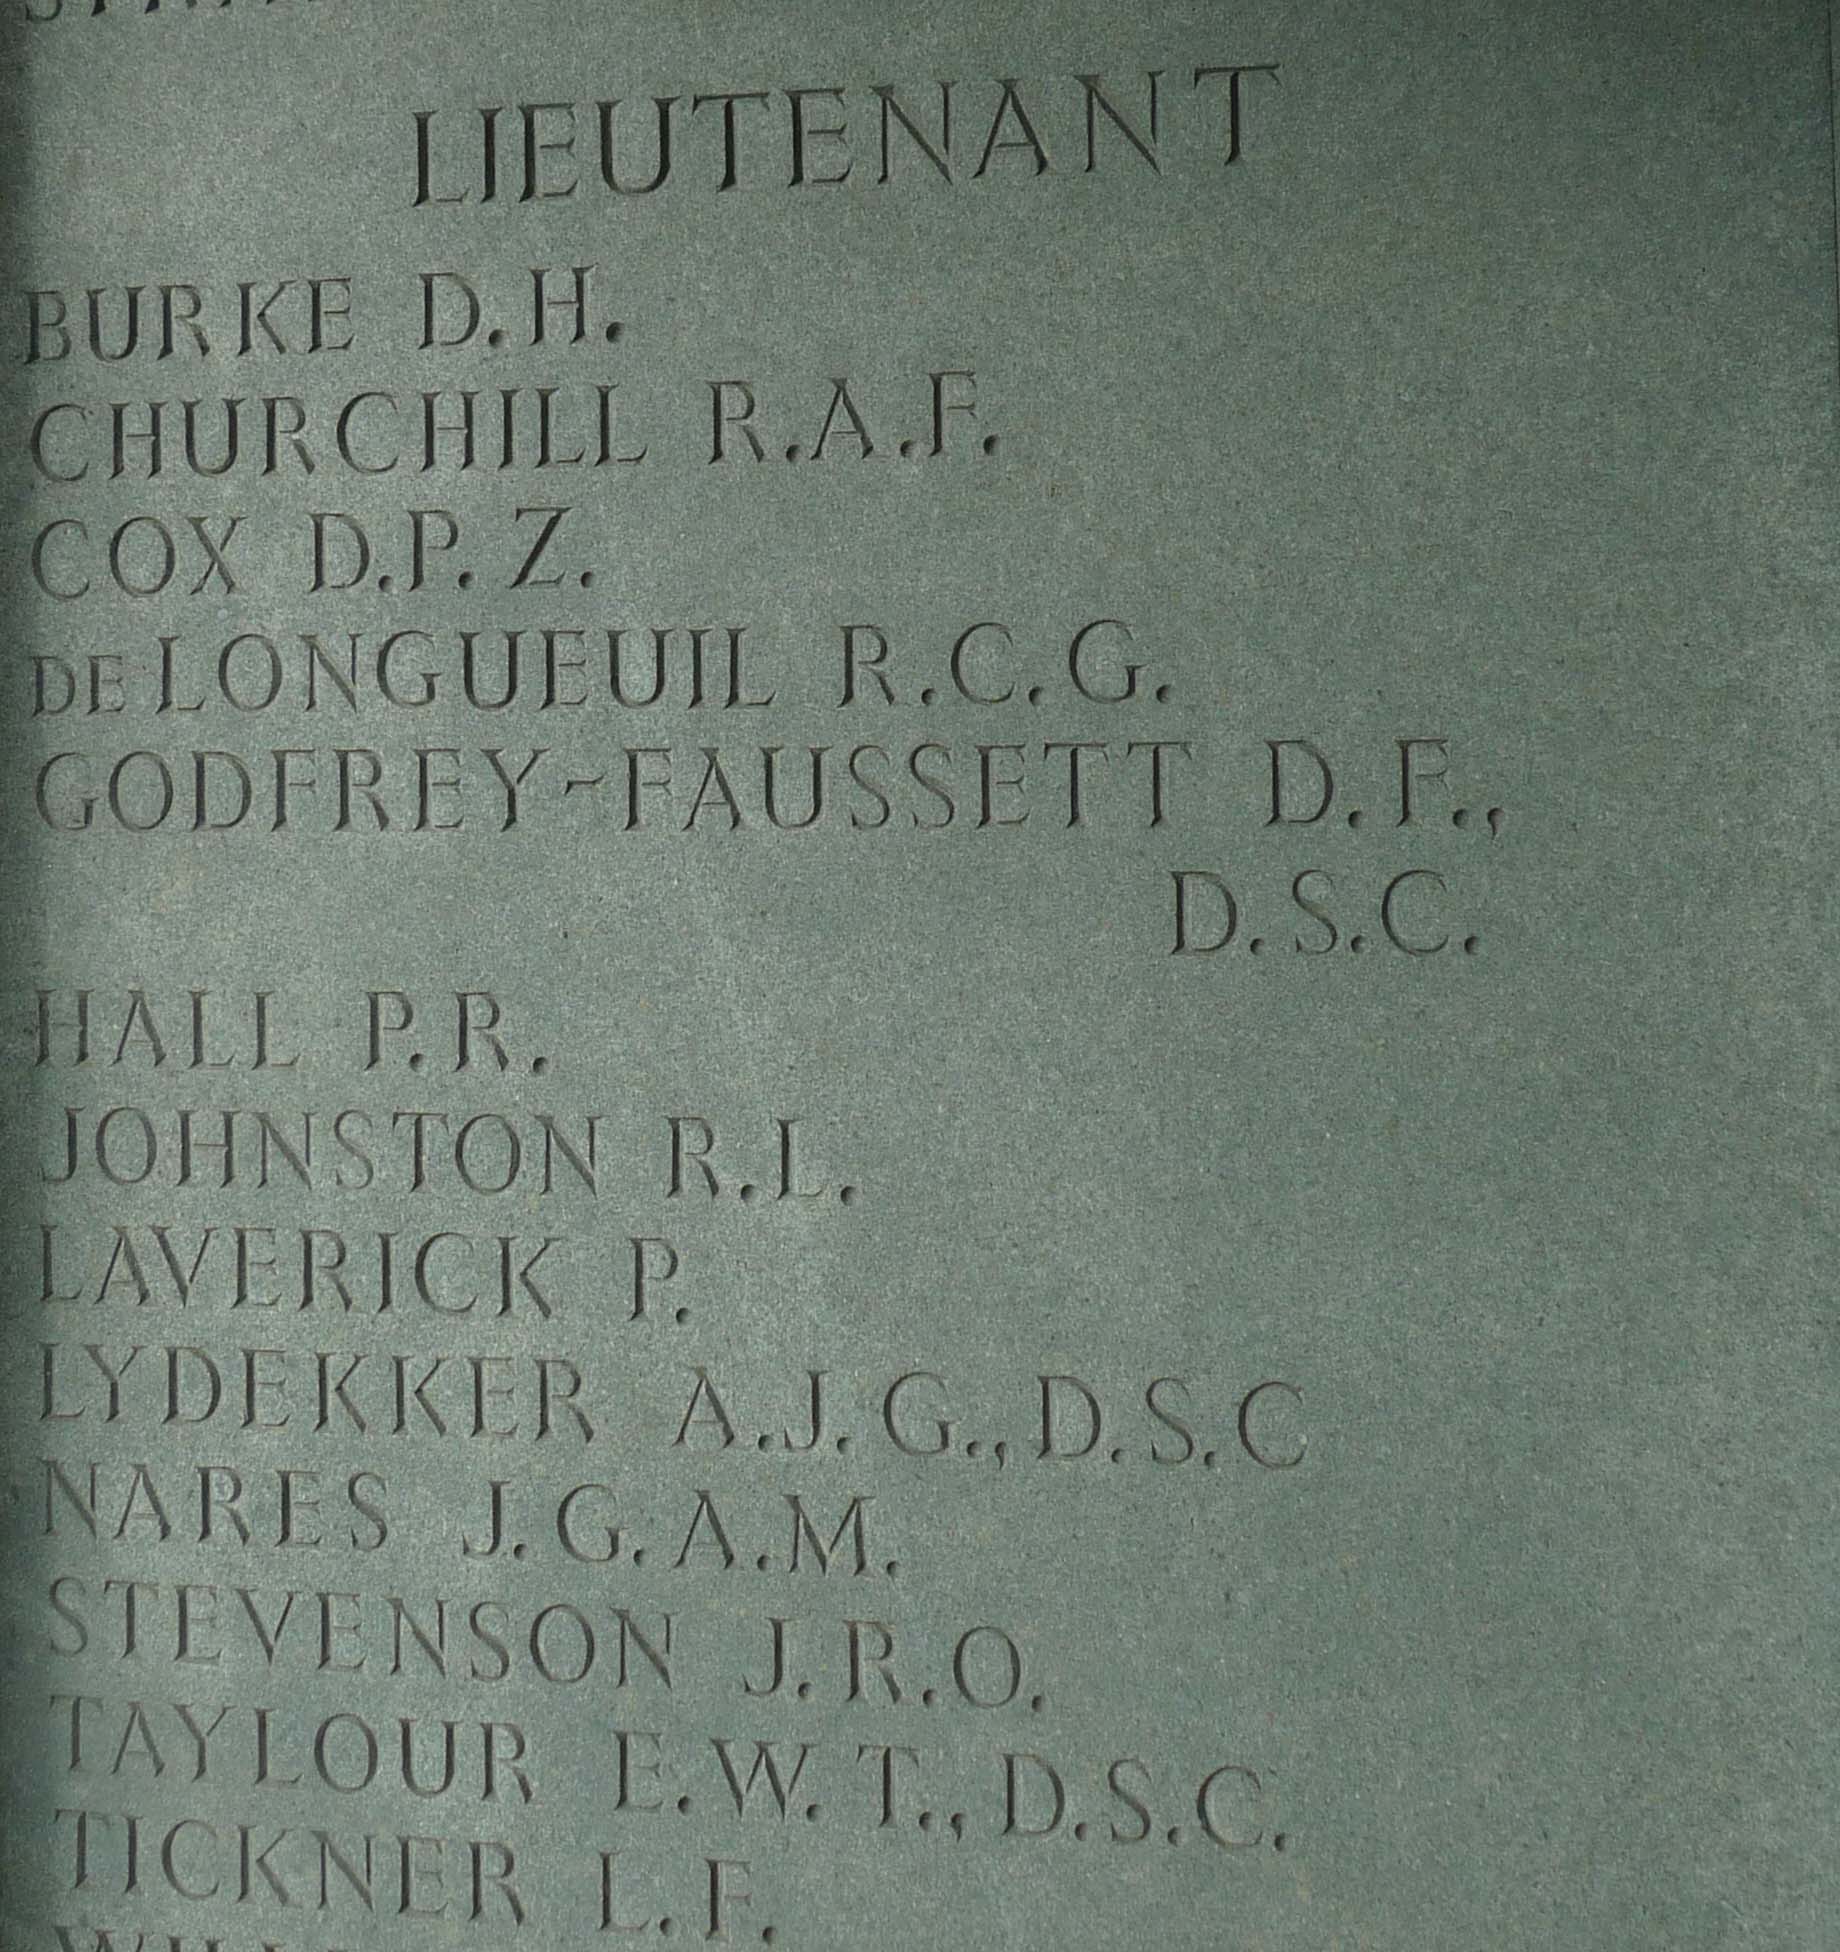 LIEUTENANT
BURKE D.H.
CHURCHILL R.A.F.
COX D.P.Z.
DE LONGUEUIL R.C.G.
GODFREY-FAUSSETT D.F.,
D.S.C.
HALL P.R.
JOHNSTON R.L.
LAVERICK P.
LYDEKKER A.J.G., D.S.C
NARES J.G.A.M.
STEVENSON J.R.O.
TAYLOUR E.W.T., D.S.C.
TICKNER L.F.